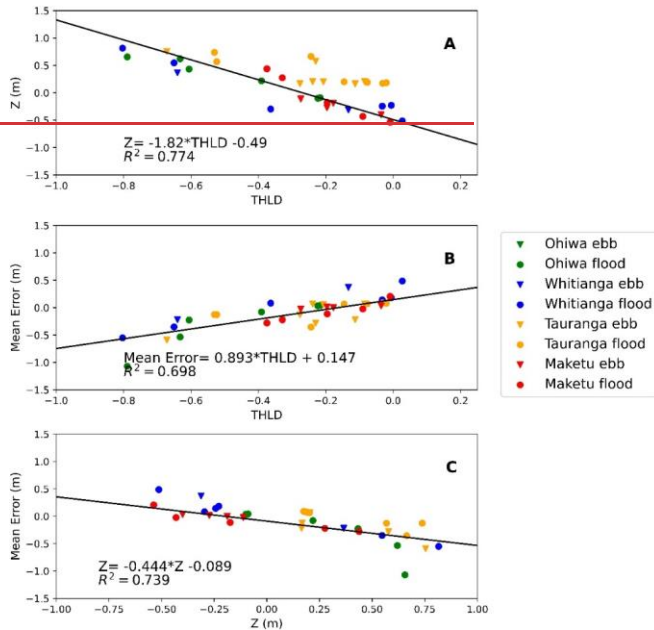 1.5
1.0
A
0.5
0.0
Z (m)
−0.5
Z= -1.82*THLD -0.49
−1.0
R² = 0.774
−1.5
−1.0 −0.8 −0.6 −0.4 −0.2 0.0 0.2
THLD
1.5
B
1.0
0.5
0.0
Mean Error (m)
−0.5
Mean Error= 0.893*THLD + 0.147
−1.0
R² = 0.698
−1.5
−1.0 −0.8 −0.6 −0.4 −0.2 0.0 0.2
THLD
Ohiwa ebb
Ohiwa flood
Whitianga ebb
Whitianga flood
Tauranga ebb
Tauranga flood
Maketu ebb
Maketu flood
1.5
C
1.0
0.5
0.0
Mean Error (m)
−0.5
Z= -0.444*Z -0.089
−1.0
R² = 0.739
−1.5
−1.00 −0.75 −0.50 −0.25 0.00 0.25 0.50 0.75 1.00
Z (m)